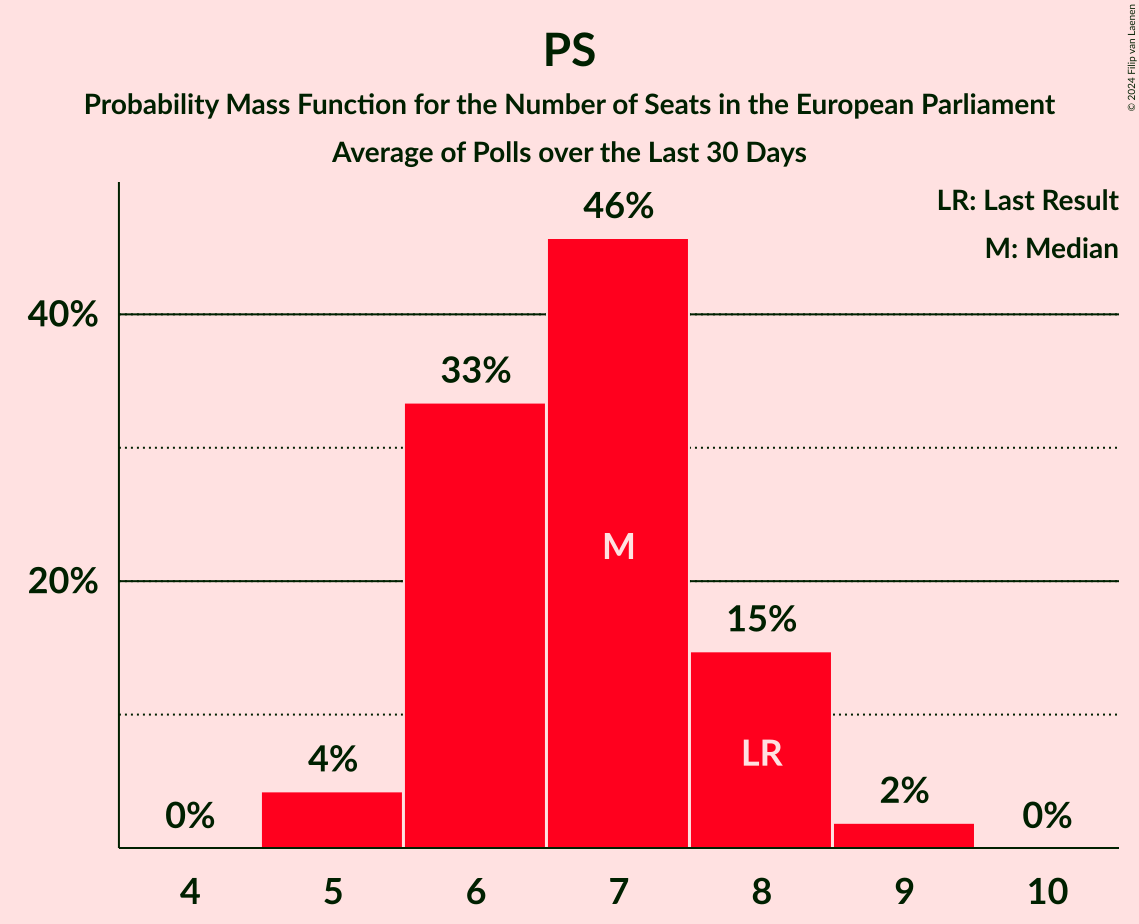 PS
Probability Mass Function for the Number of Seats in the European Parliament
Average of Polls over the Last 30 Days
© 2024 Filip van Laenen
LR: Last Result
M: Median
40%
20%
0%
4%
33%
46%
15%
2%
0%
M
LR
4 5 6 7 8 9 10